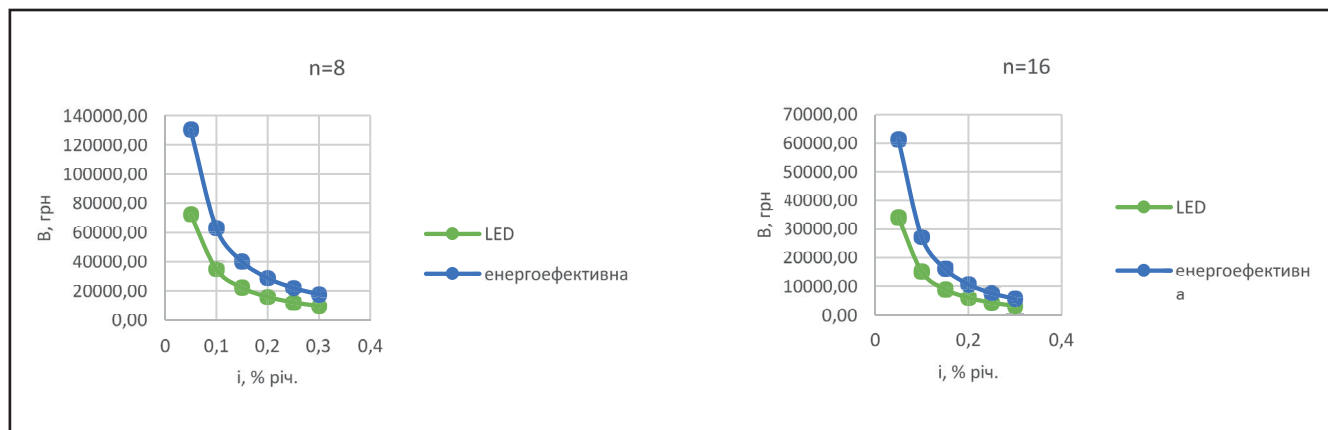 n=8
140000,00
120000,00
100000,00
80000,00
60000,00
40000,00
20000,00
0,00
В, грн
0
0,1
0,2
0,3
0,4
i, % річ.
LED
енергоефективна
n=16
70000,00
60000,00
50000,00
40000,00
30000,00
20000,00
10000,00
0,00
В, грн
0
0,2
0,4
i, % річ.
LED
енергоефективн
а